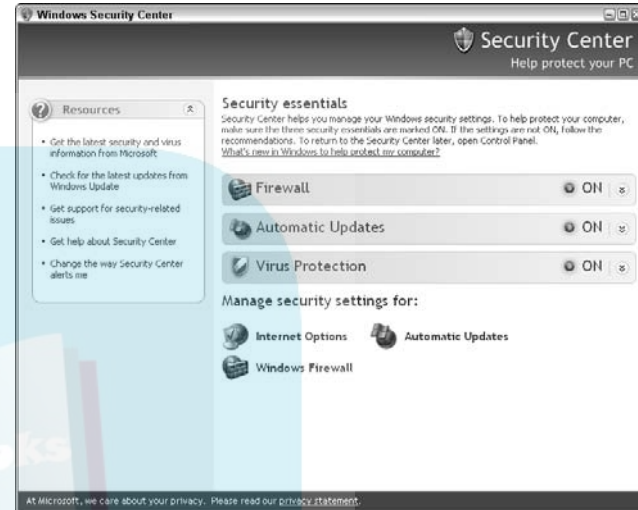 Windows Security Center
Security Center
Help protect your PC
Resources
• Get the latest security and virus
information from Microsoft
• Check for the latest updates from
Windows Update
• Get support for security-related
issues
• Get help about Security Center
• Change the way Security Center
alerts me
Security essentials
Security Center helps you manage your Windows security settings. To help protect your computer,
make sure the three security essentials are marked ON. If the settings are not ON, follow the
recommendations. To return to the Security Center later, open Control Panel.
What's new in Windows to help protect my computer?
Firewall ON
Automatic Updates ON
Virus Protection ON
Manage security settings for:
Internet Options Automatic Updates
Windows Firewall
At Microsoft, we care about your privacy. Please read our privacy statement.